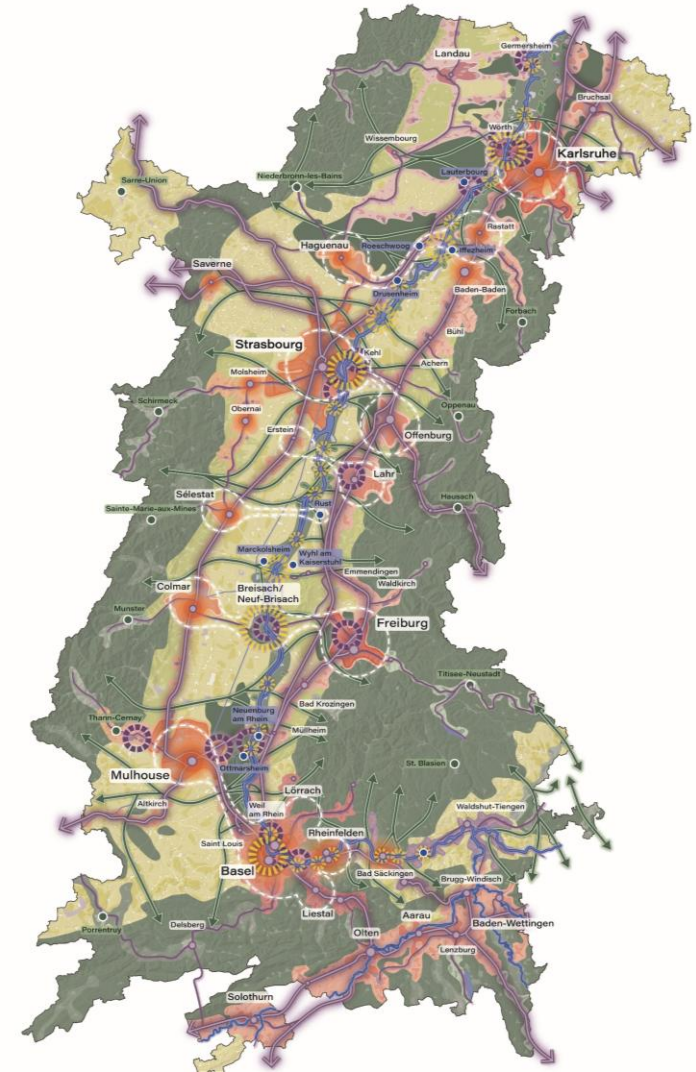 Germersheim
Landau
Bruchsal
Wörth
Wissembourg
Karlsruhe
Lauterbourg
Sarre-Union
Niederbronn-les-Bains
Rastatt
Haguenau
Roeschwoog
Iffezheim
Saverne
Baden-Baden
Drusenheim
Forbach
Bühl
Strasbourg
Kehl
Achern
Molsheim
Schirmeck
Oppenau
Obernai
Erstein
Offenburg
Lahr
Sélestat
Hausach
Sainte-Marie-aux-Mines
Rust
Marckolsheim
Wyhl am
Kaiserstuhl
Emmendingen
Colmar
Waldkirch
Breisach/
Neuf-Brisach
Munster
Freiburg
Titisee-Neustadt
Bad Krozingen
Neuenburg
am Rhein
Thann-Cernay
Müllheim
Ottmarsheim
St. Blasien
Mulhouse
Lörrach
Altkirch
Weil
am Rhein
Waldshut-Tiengen
Rheinfelden
Saint Louis
Basel
Bad Säckingen
Brugg-Windisch
Liestal
Aarau
Porrentruy
Delsberg
Baden-Wettingen
Olten
Lenzburg
Solothurn